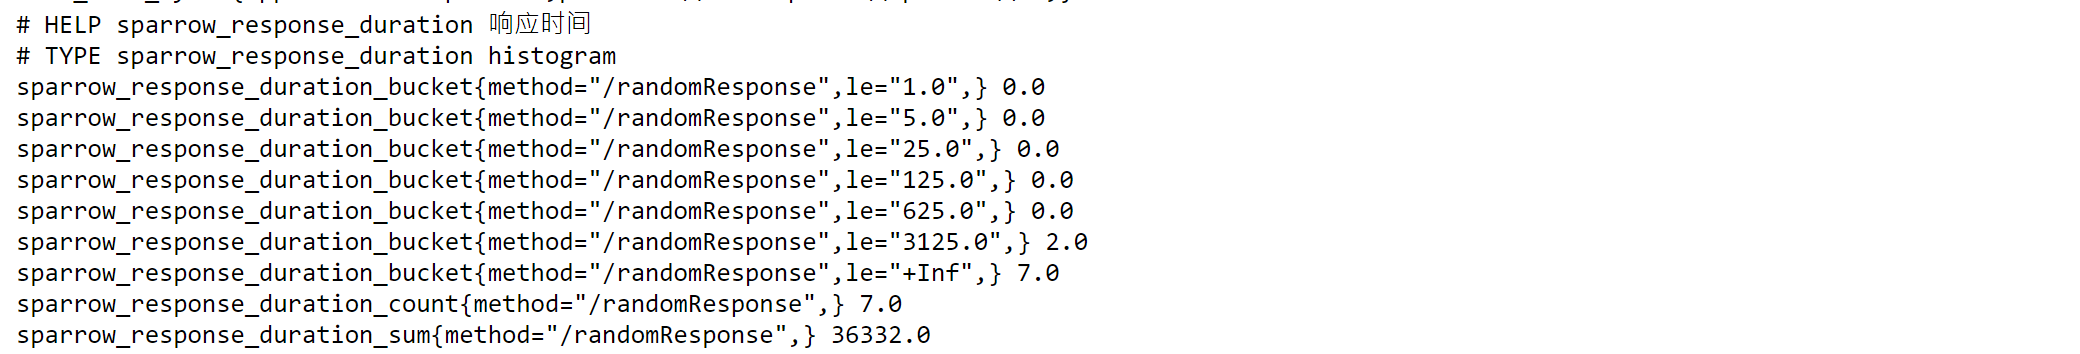 # HELP sparrow_response_duration 响应时间
# TYPE sparrow_response_duration histogram
sparrow_response_duration_bucket{method="/randomResponse",le="1.0",} 0.0
sparrow_response_duration_bucket{method="/randomResponse",le="5.0",} 0.0
sparrow_response_duration_bucket{method="/randomResponse",le="25.0",} 0.0
sparrow_response_duration_bucket{method="/randomResponse",le="125.0",} 0.0
sparrow_response_duration_bucket{method="/randomResponse",le="625.0",} 0.0
sparrow_response_duration_bucket{method="/randomResponse",le="3125.0",} 2.0
sparrow_response_duration_bucket{method="/randomResponse",le="+Inf",} 7.0
sparrow_response_duration_count{method="/randomResponse",} 7.0
sparrow_response_duration_sum{method="/randomResponse",} 36332.0